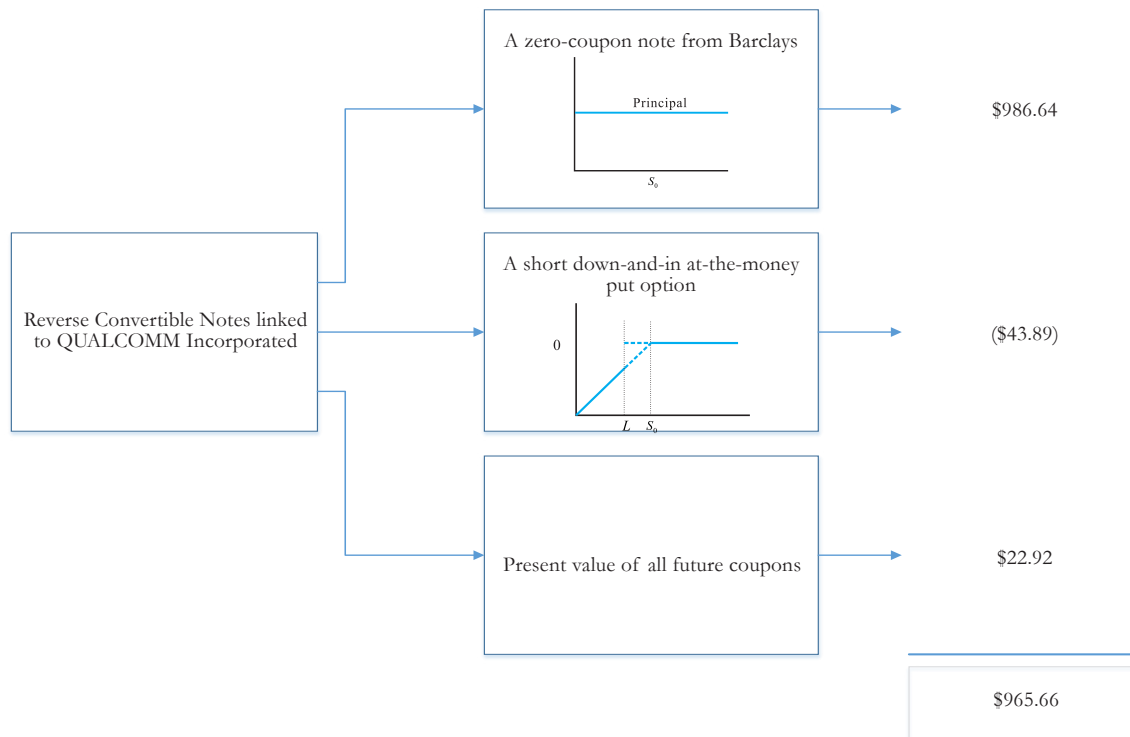 A zero-coupon note from Barclays
Principal
S₀
$986.64
Reverse Convertible Notes linked
to QUALCOMM Incorporated
A short down-and-in at-the-money
put option
0
L S₀
($43.89)
Present value of all future coupons
$22.92
$965.66